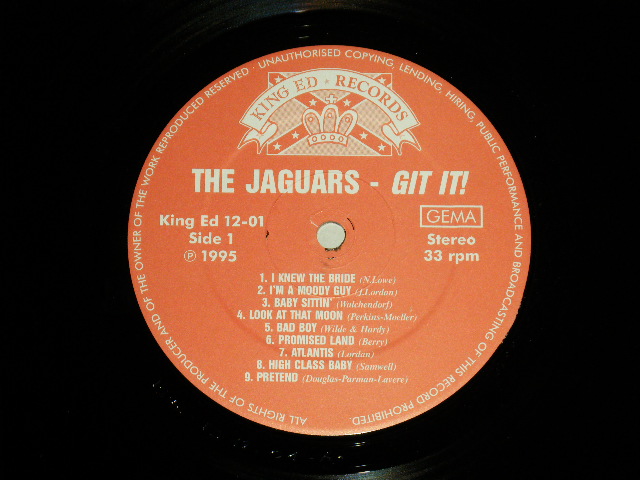 ALL RIGHTS OF THE PRODUCER AND OF THE OWNER OF THE WORK REPRODUCED RESERVED · UNAUTHORISED COPYING, LENDING, HIRING, PUBLIC PERFORMANCE AND BROADCASTING OF THIS RECORD PROHIBITED
KING ED · RECORDS
THE JAGUARS - GIT IT!
King Ed 12-01
Side 1
℗ 1995
GEMA
Stereo
33 rpm
1. I KNEW THE BRIDE (N.Lowe)
2. I'M A MOODY GUY (J.Lordan)
3. BABY SITTIN' (Walchendorf)
4. LOOK AT THAT MOON (Perkins-Moeller)
5. BAD BOY (Wilde & Hardy)
6. PROMISED LAND (Berry)
7. ATLANTIS (Lordan)
8. HIGH CLASS BABY (Samwell)
9. PRETEND (Douglas-Parman-Lavere)